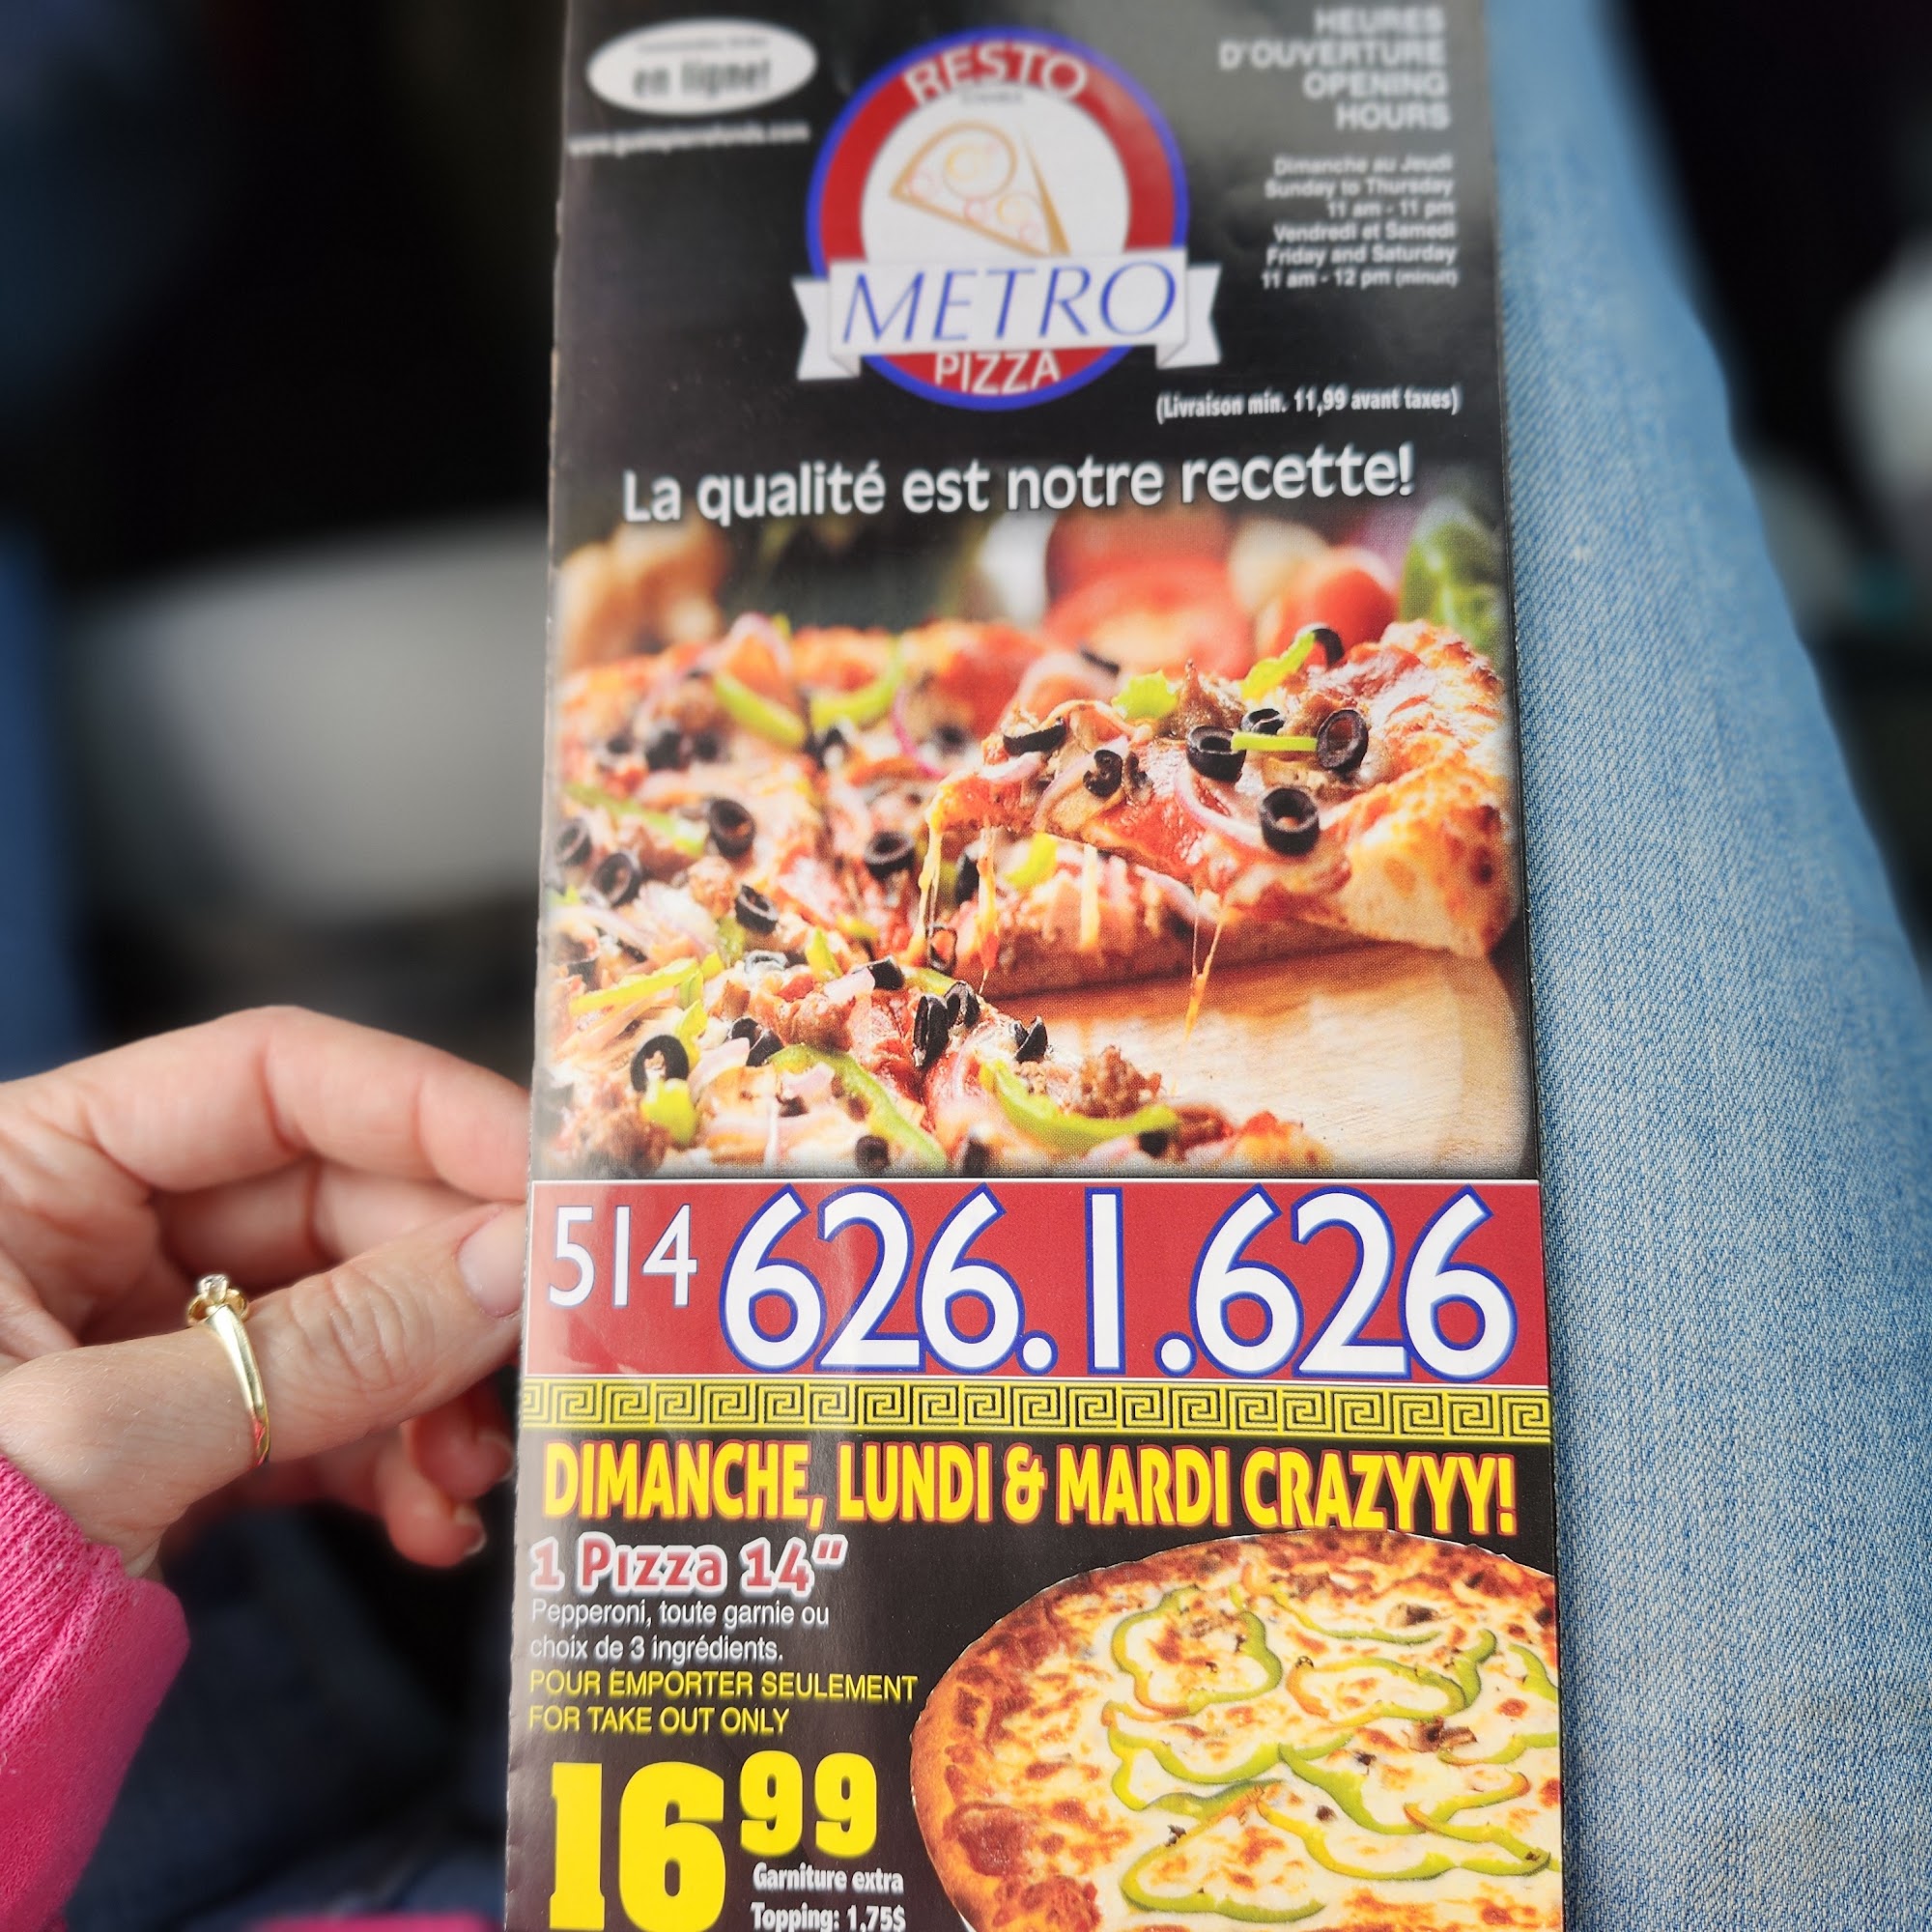 en ligne!
RESTO
METRO
PIZZA
HEURES
D'OUVERTURE
OPENING
HOURS
Dimanche au Jeudi
Sunday to Thursday
11 am - 11 pm
Vendredi et Samedi
Friday and Saturday
11 am - 12 pm (minuit)
(Livraison min. 11,99 avant taxes)
La qualité est notre recette!
514 626.1.626
DIMANCHE, LUNDI & MARDI CRAZYYY!
1 Pizza 14"
Pepperoni, toute garnie ou
choix de 3 ingrédients.
POUR EMPORTER SEULEMENT
FOR TAKE OUT ONLY
16 99
Garniture extra
Topping: 1,75$